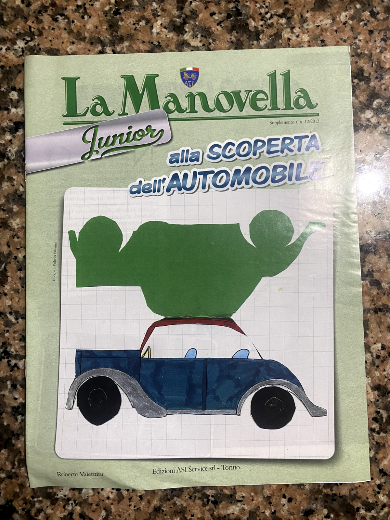 La Manovella
Junior
alla SCOPERTA
dell'AUTOMOBILE
Edizioni ASI Service srl - Torino